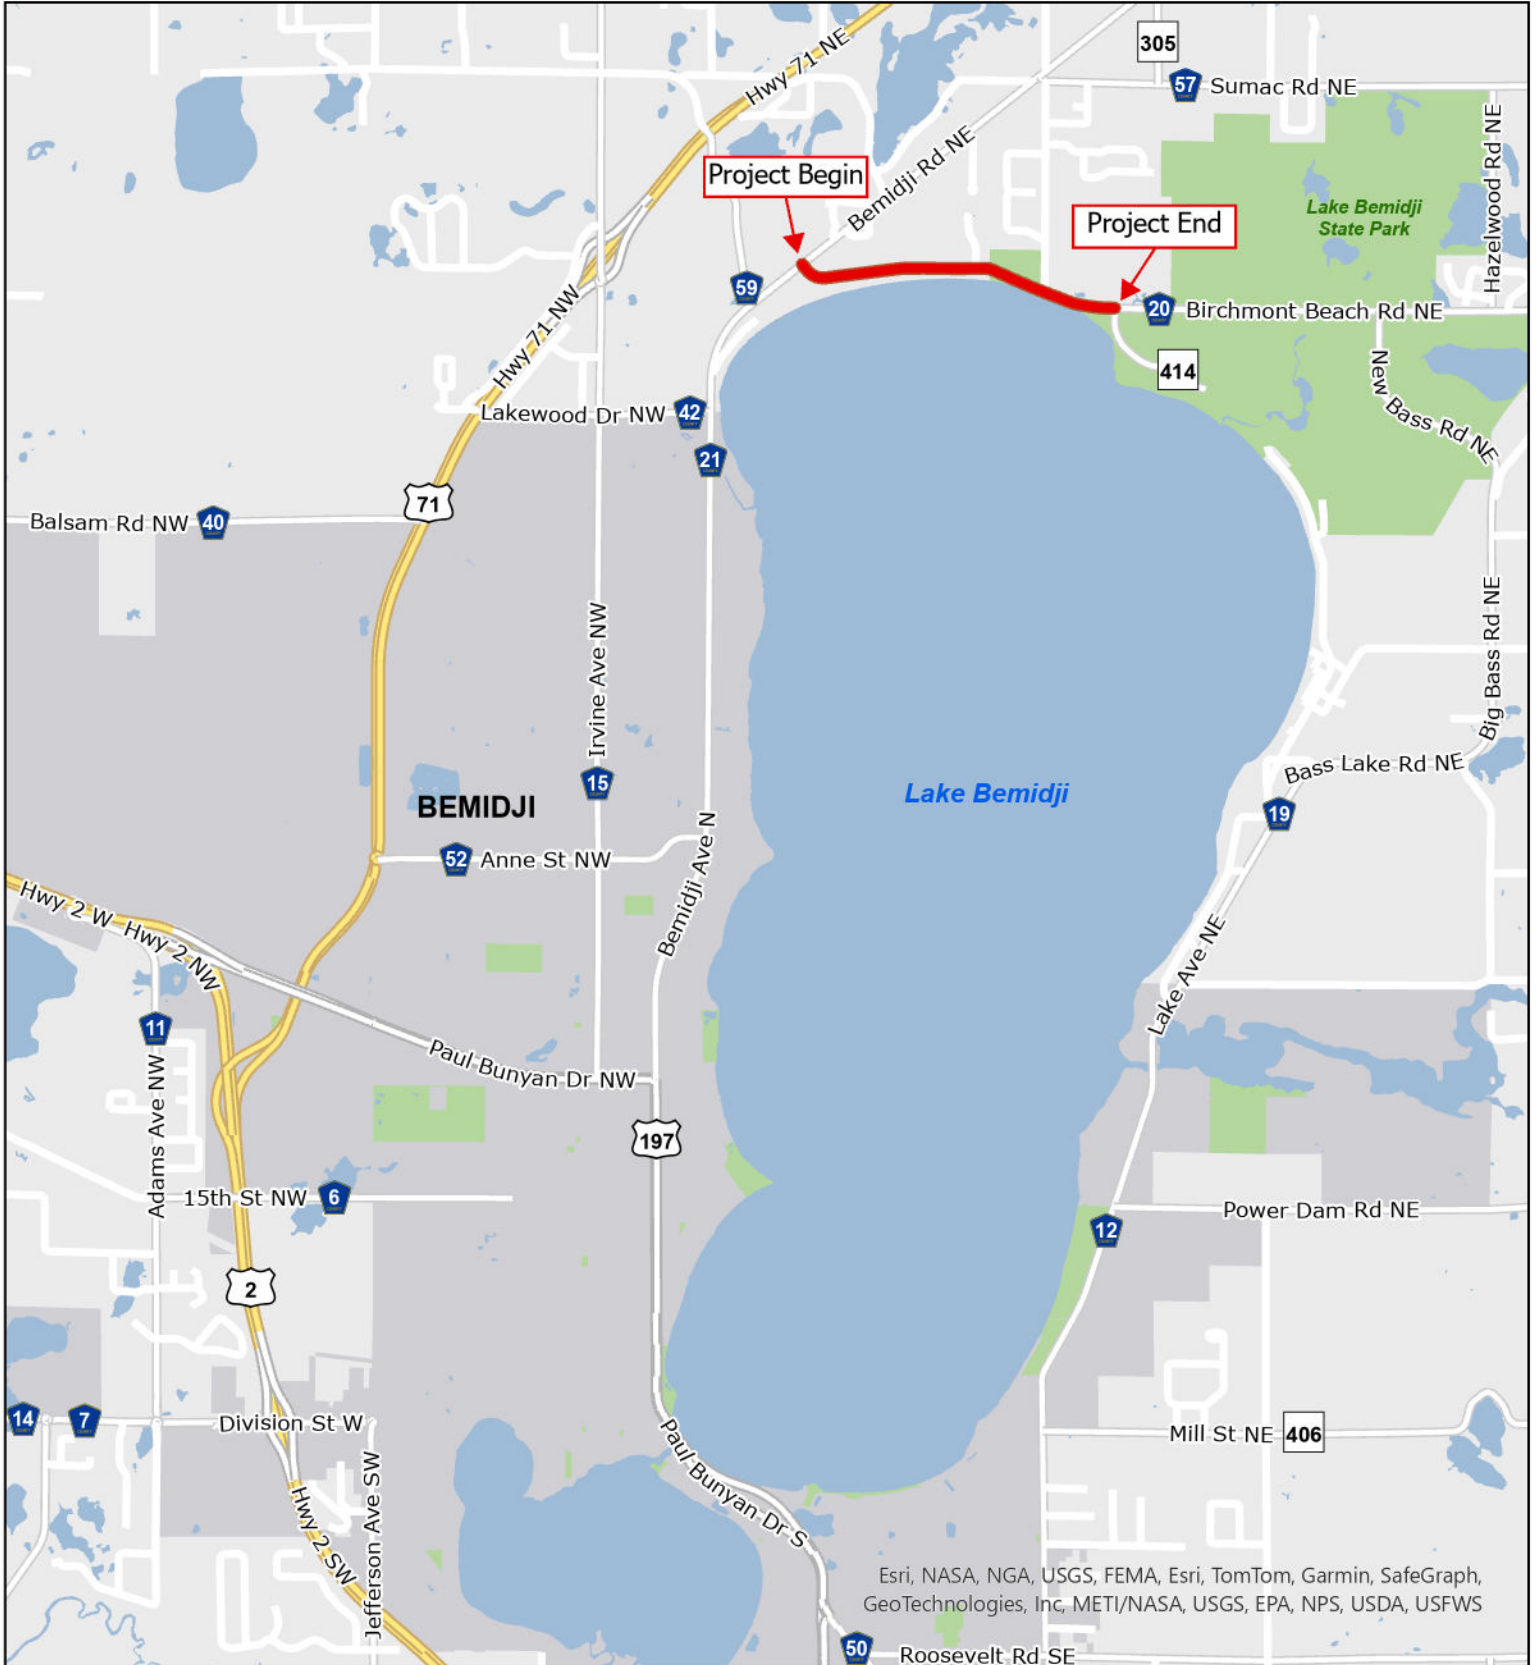 305
57
Sumac Rd NE
Hwy 71 NE
Hazelwood Rd NE
Bemidji Rd NE
Project Begin
Project End
Lake Bemidji
State Park
59
20
Birchmont Beach Rd NE
Hwy 71 NW
414
New Bass Rd NE
Lakewood Dr NW
42
21
71
Balsam Rd NW
40
Irvine Ave NW
Big Bass Rd NE
15
Bass Lake Rd NE
BEMIDJI
Lake Bemidji
19
52
Anne St NW
Bemidji Ave N
Hwy 2 W
Hwy 2 NW
Lake Ave NE
11
Paul Bunyan Dr NW
Adams Ave NW
197
15th St NW
6
Power Dam Rd NE
12
2
14
7
Division St W
Mill St NE
406
Paul Bunyan Dr S
Jefferson Ave SW
Hwy 2 SW
Esri, NASA, NGA, USGS, FEMA, Esri, TomTom, Garmin, SafeGraph,
GeoTechnologies, Inc, METI/NASA, USGS, EPA, NPS, USDA, USFWS
50
Roosevelt Rd SE